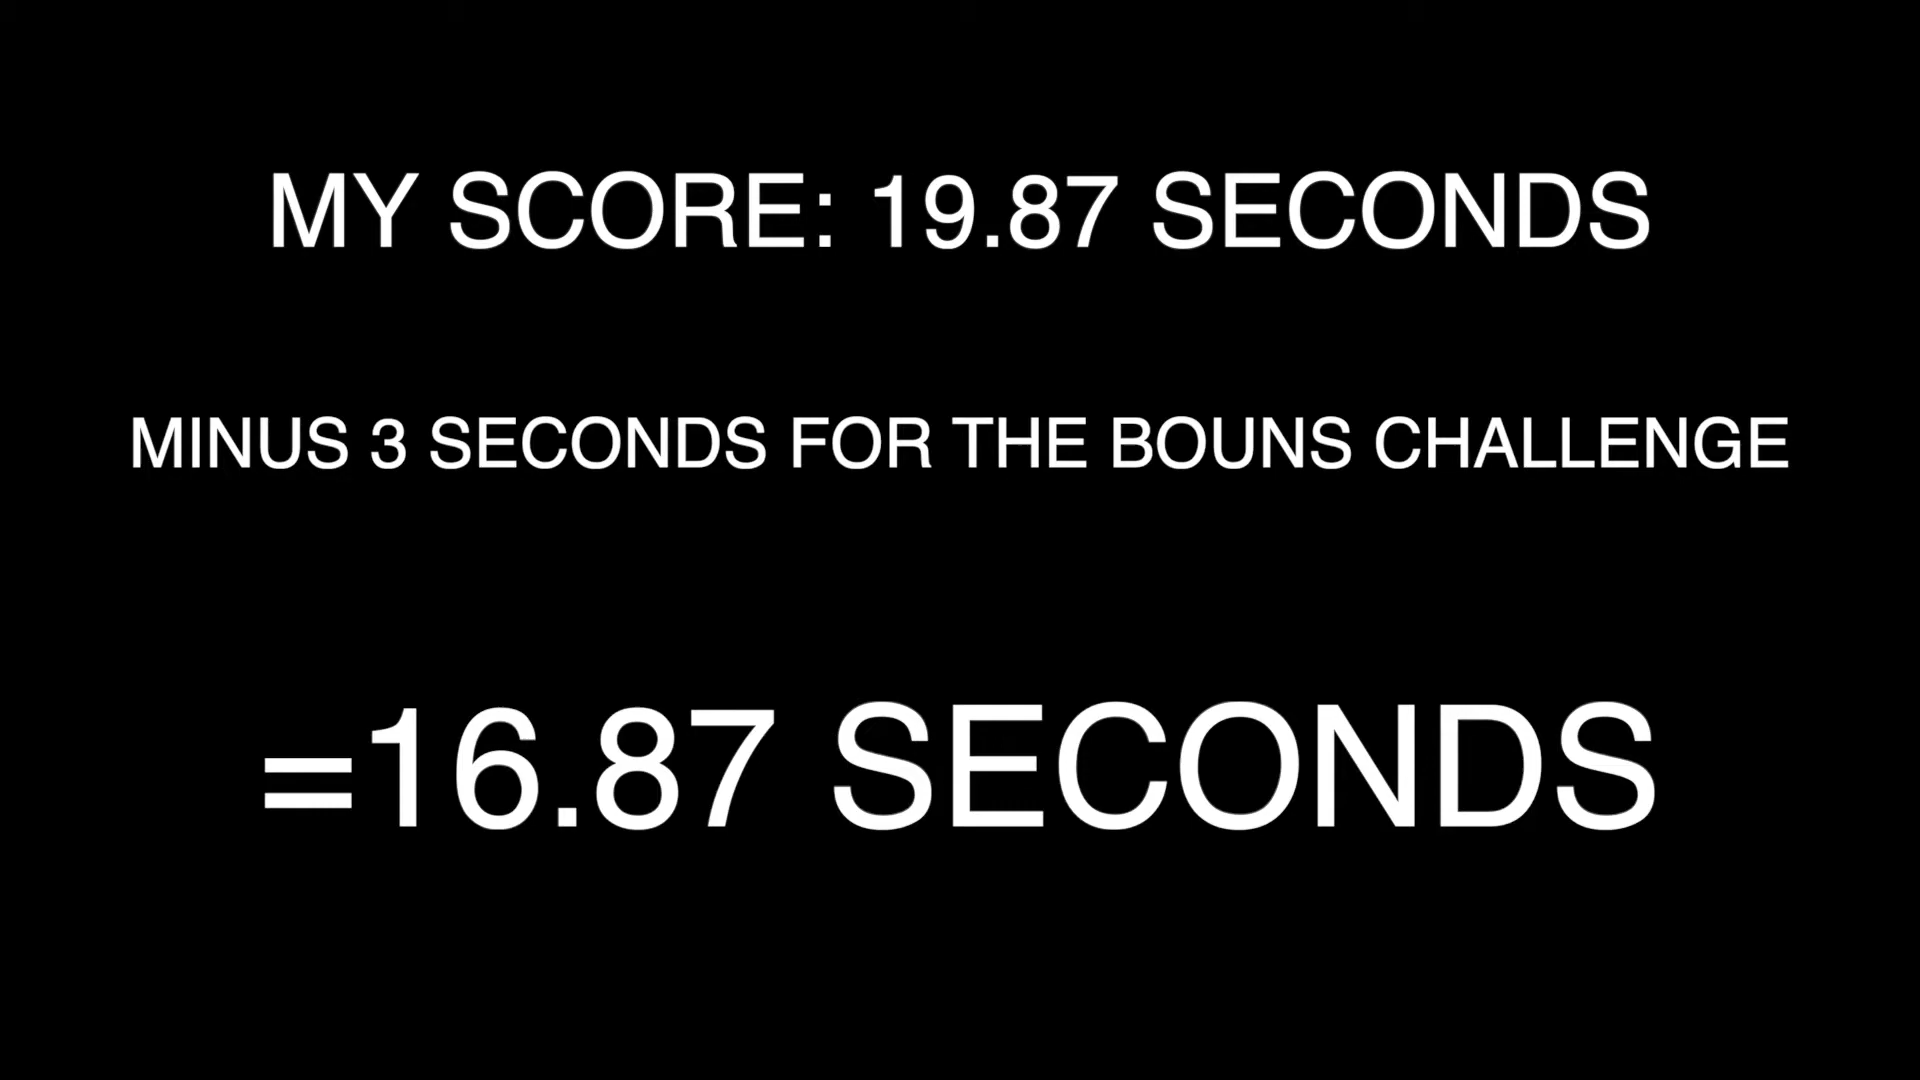 MY SCORE: 19.87 SECONDS
MINUS 3 SECONDS FOR THE BOUNS CHALLENGE
=16.87 SECONDS